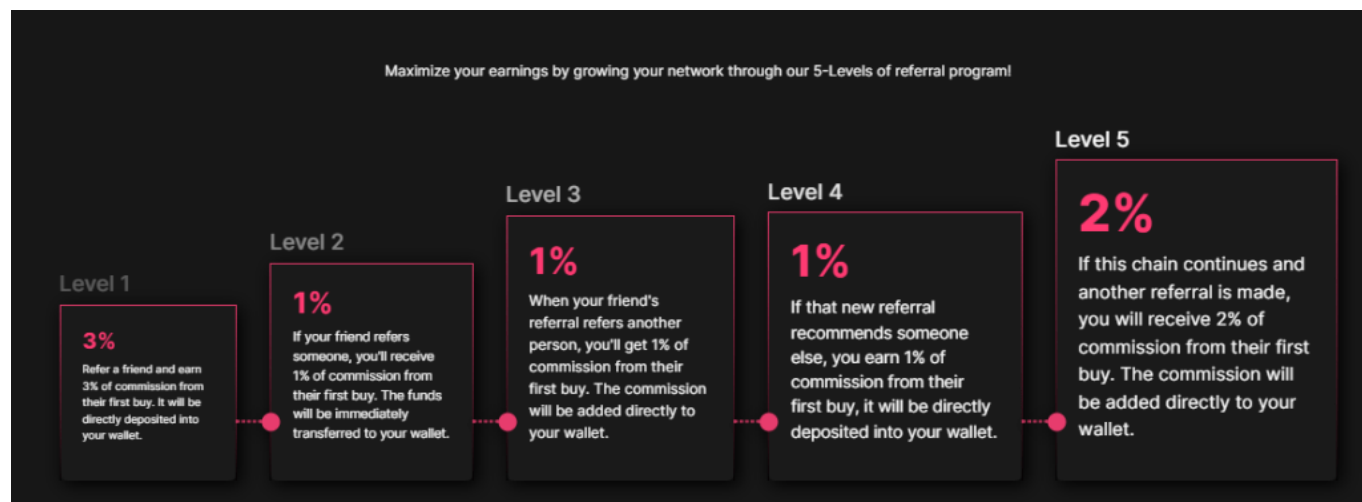 Maximize your earnings by growing your network through our 5-Levels of referral program!
Level 1
3%
Refer a friend and earn
3% of commission from
their first buy. It will be
directly deposited into
your wallet.
Level 2
1%
If your friend refers
someone, you'll receive
1% of commission from
their first buy. The funds
will be immediately
transferred to your wallet.
Level 3
1%
When your friend's
referral refers another
person, you'll get 1% of
commission from their
first buy. The commission
will be added directly to
your wallet.
Level 4
1%
If that new referral
recommends someone
else, you earn 1% of
commission from their
first buy, it will be directly
deposited into your wallet.
Level 5
2%
If this chain continues and
another referral is made,
you will receive 2% of
commission from their first
buy. The commission will
be added directly to your
wallet.